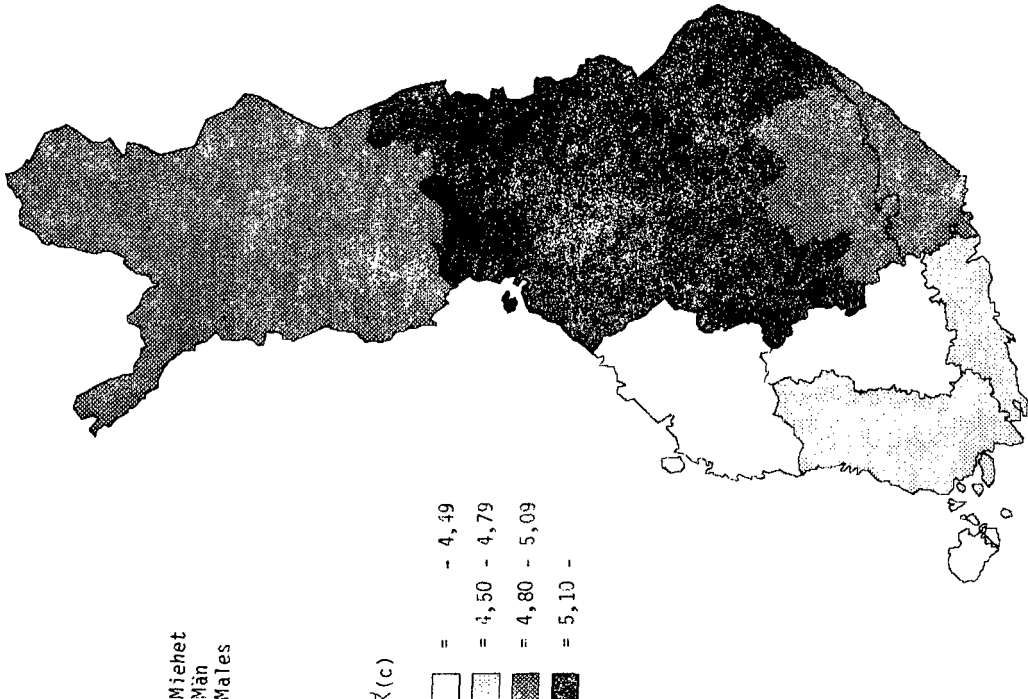 Miehet
Män
Males
%(c)
= - 4,49
= 4,50 - 4,79
= 4,80 - 5,09
= 5,10 -